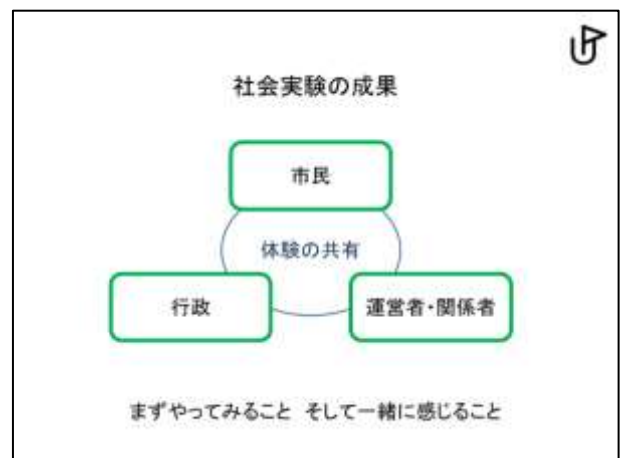 社会実験の成果
市民
体験の共有
行政
運営者・関係者
まずやってみること そして一緒に感じること